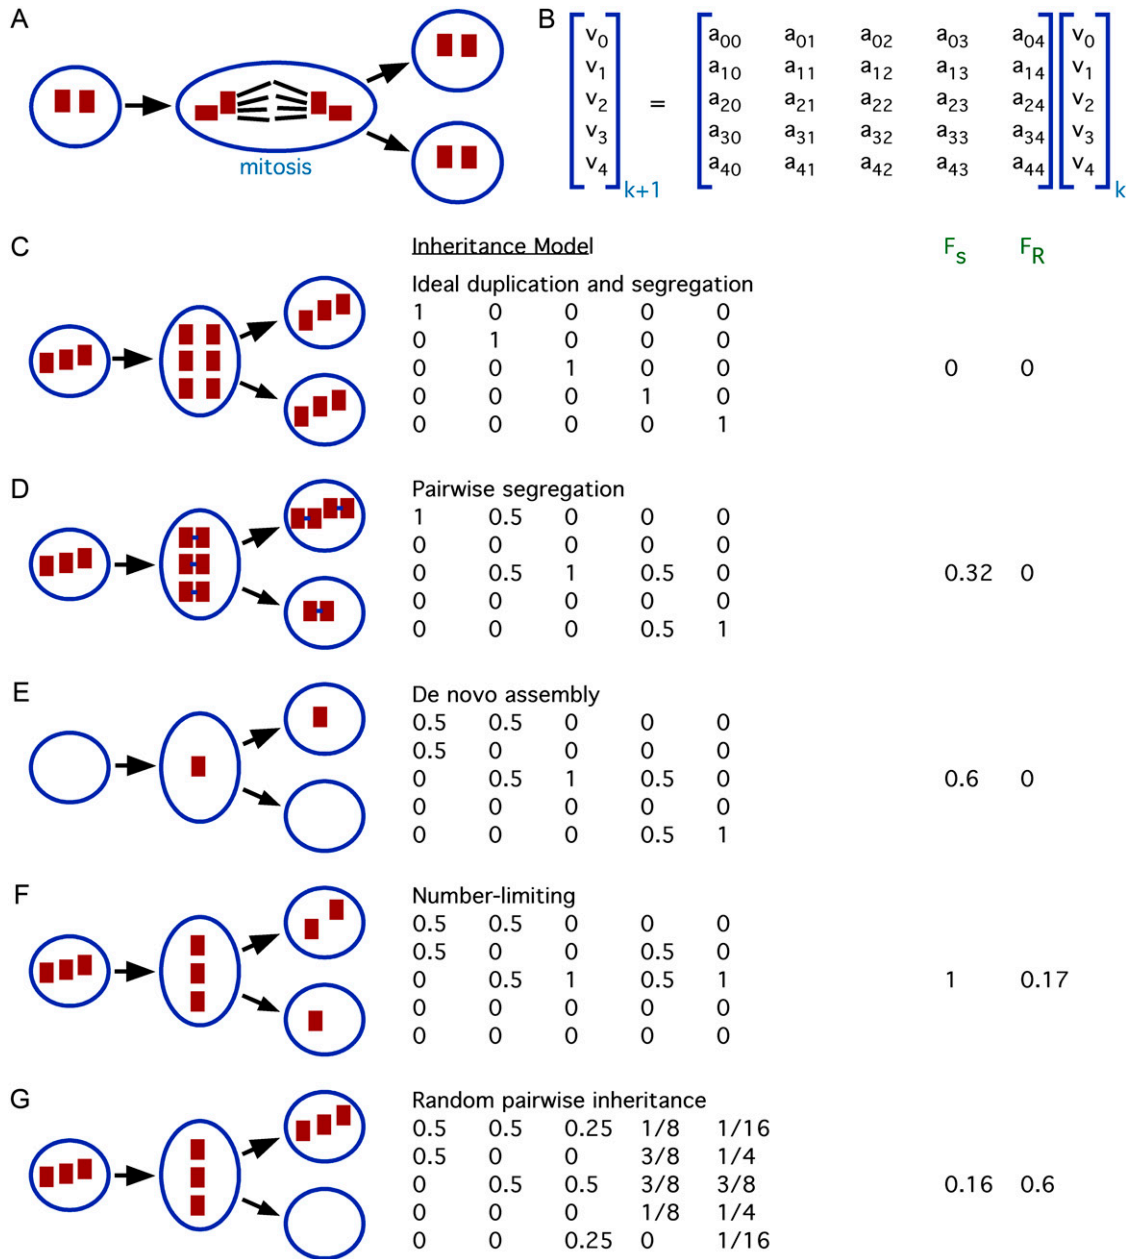 A
mitosis
B
v0 a00 a01 a02 a03 a04 v0
v1 a10 a11 a12 a13 a14 v1
v2 = a20 a21 a22 a23 a24 v2
v3 a30 a31 a32 a33 a34 v3
v4 a40 a41 a42 a43 a44 v4
k+1 k
C
Inheritance Model Fs FR
Ideal duplication and segregation
1 0 0 0 0
0 1 0 0 0
0 0 1 0 0 0 0
0 0 0 1 0
0 0 0 0 1
D
Pairwise segregation
1 0.5 0 0 0
0 0 0 0 0
0 0.5 1 0.5 0 0.32 0
0 0 0 0 0
0 0 0 0.5 1
E
De novo assembly
0.5 0.5 0 0 0
0.5 0 0 0 0
0 0.5 1 0.5 0 0.6 0
0 0 0 0 0
0 0 0 0.5 1
F
Number-limiting
0.5 0.5 0 0 0
0.5 0 0 0.5 0
0 0.5 1 0.5 1 1 0.17
0 0 0 0 0
0 0 0 0 0
G
Random pairwise inheritance
0.5 0.5 0.25 1/8 1/16
0.5 0 0 3/8 1/4
0 0.5 0.5 3/8 3/8 0.16 0.6
0 0 0 1/8 1/4
0 0 0.25 0 1/16